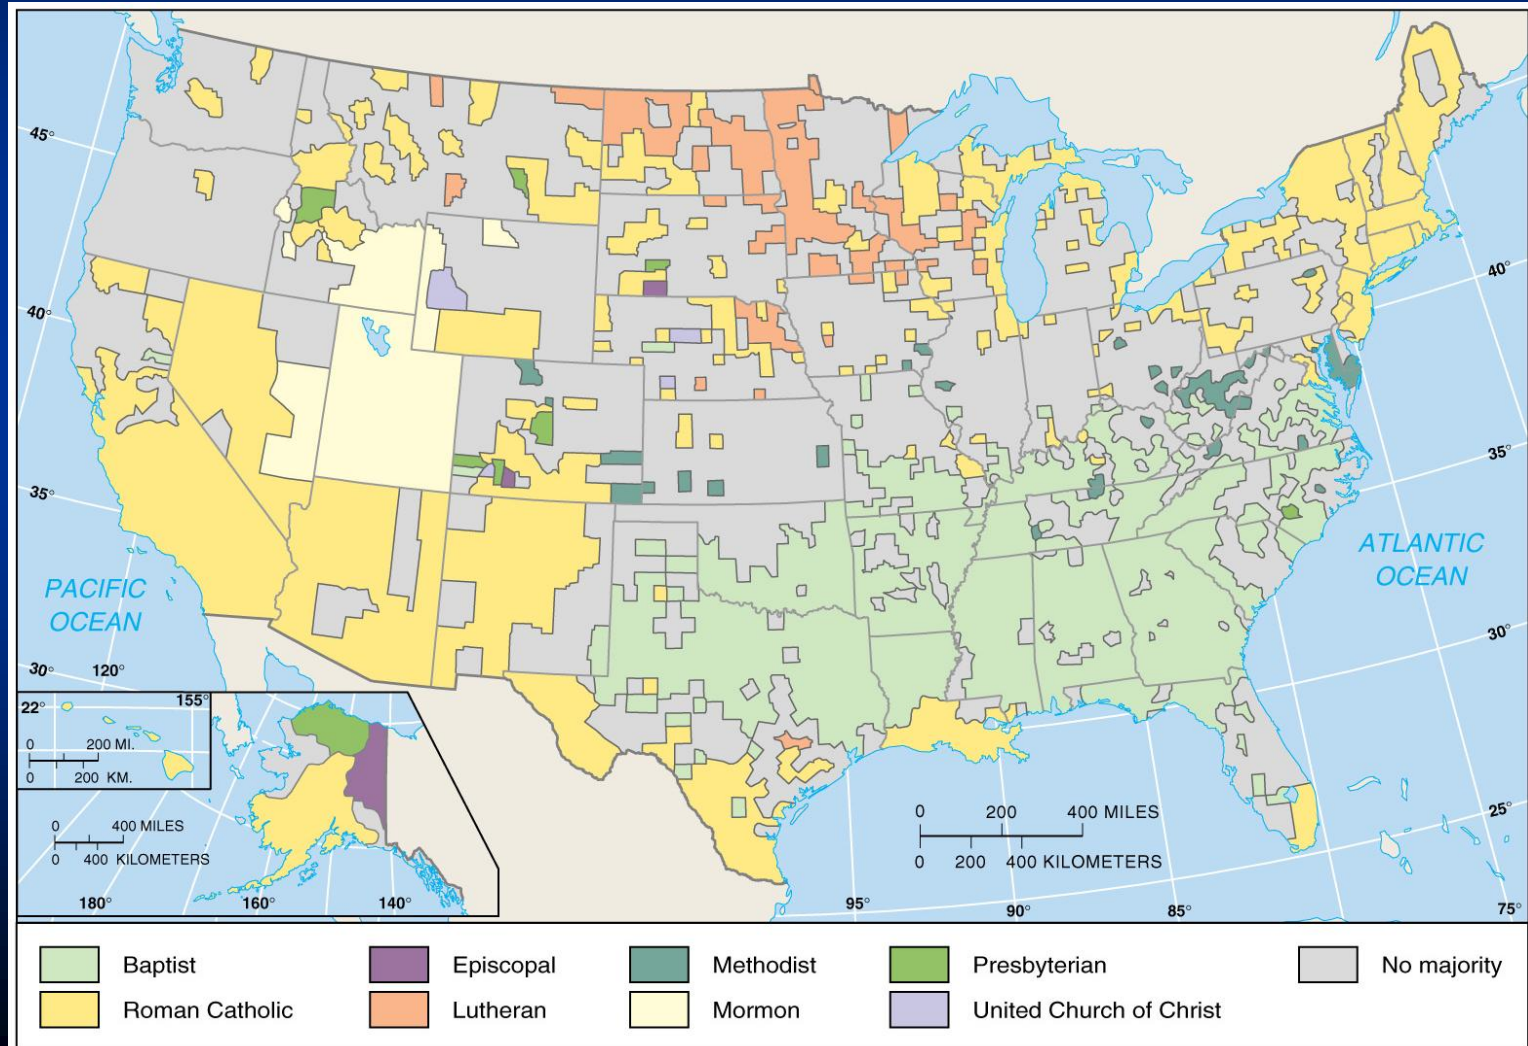 45°
40°
35°
30°
120°
40°
35°
30°
25°
PACIFIC
OCEAN
ATLANTIC
OCEAN
22°
155°
0 200 MI.
0 200 KM.
0 400 MILES
0 400 KILOMETERS
180°
160°
140°
0 200 400 MILES
0 200 400 KILOMETERS
95°
90°
85°
75°
Baptist
Episcopal
Methodist
Presbyterian
No majority
Roman Catholic
Lutheran
Mormon
United Church of Christ